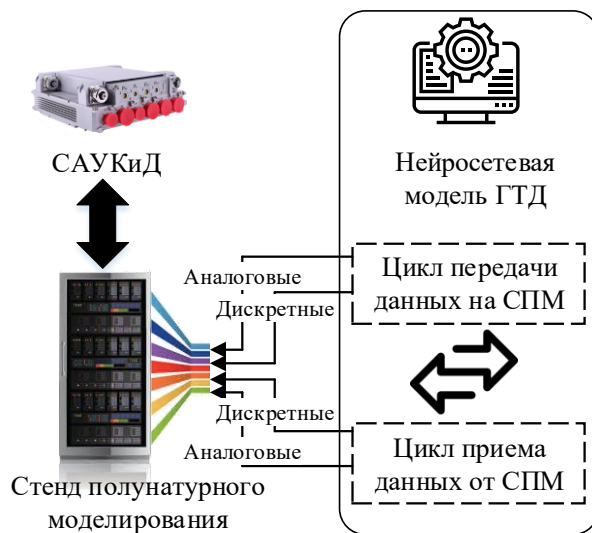 САУКиД
Нейросетевая
модель ГТД
Аналоговые
Дискретные
Цикл передачи
данных на СПМ
Дискретные
Аналоговые
Цикл приема
данных от СПМ
Стенд полунатурного
моделирования